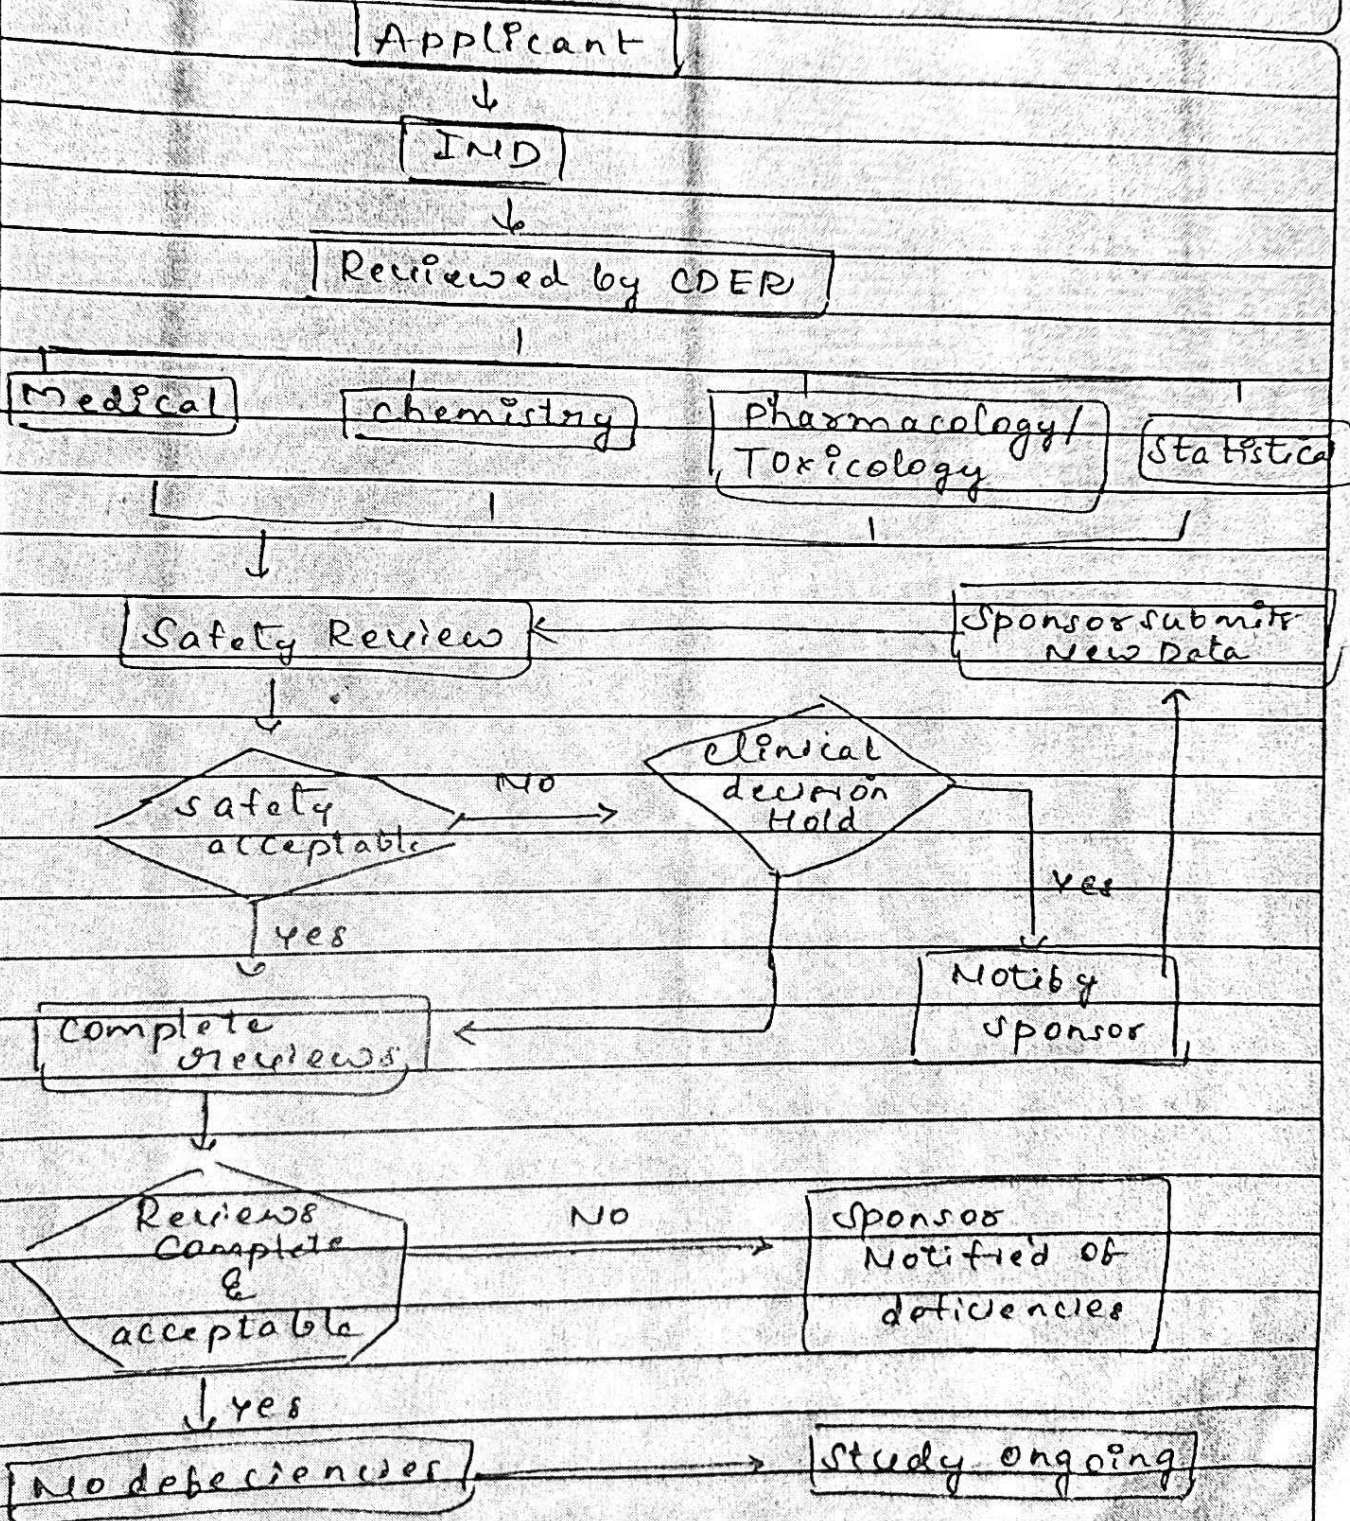 Applicant
IND
Reviewed by CDER
Medical
chemistry
Pharmacology/
Toxicology
Statistical
Safety Review
Sponsor submits
New Data
Safety
acceptable
No
Clinical
decision
Hold
Yes
yes
Notify
sponsor
Complete
reviews
Reviews
Complete
&
acceptable
No
Sponsor
Notified of
deficiencies
yes
No defeciencies
Study ongoing